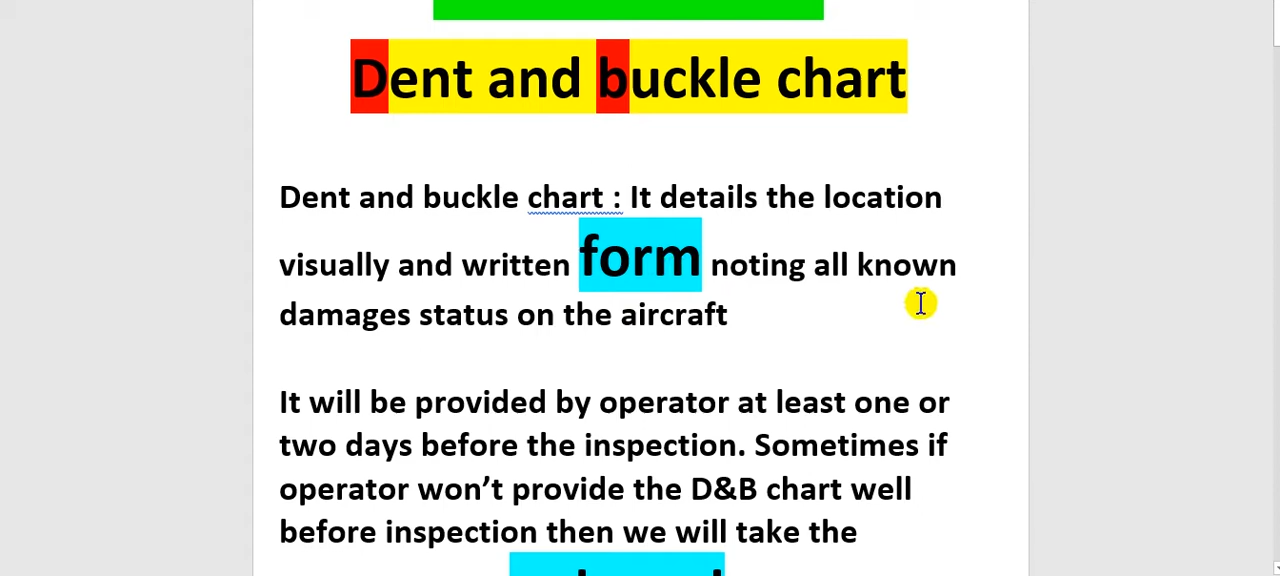 Dent and buckle chart
Dent and buckle chart : It details the location
visually and written form noting all known
damages status on the aircraft
It will be provided by operator at least one or
two days before the inspection. Sometimes if
operator won’t provide the D&B chart well
before inspection then we will take the